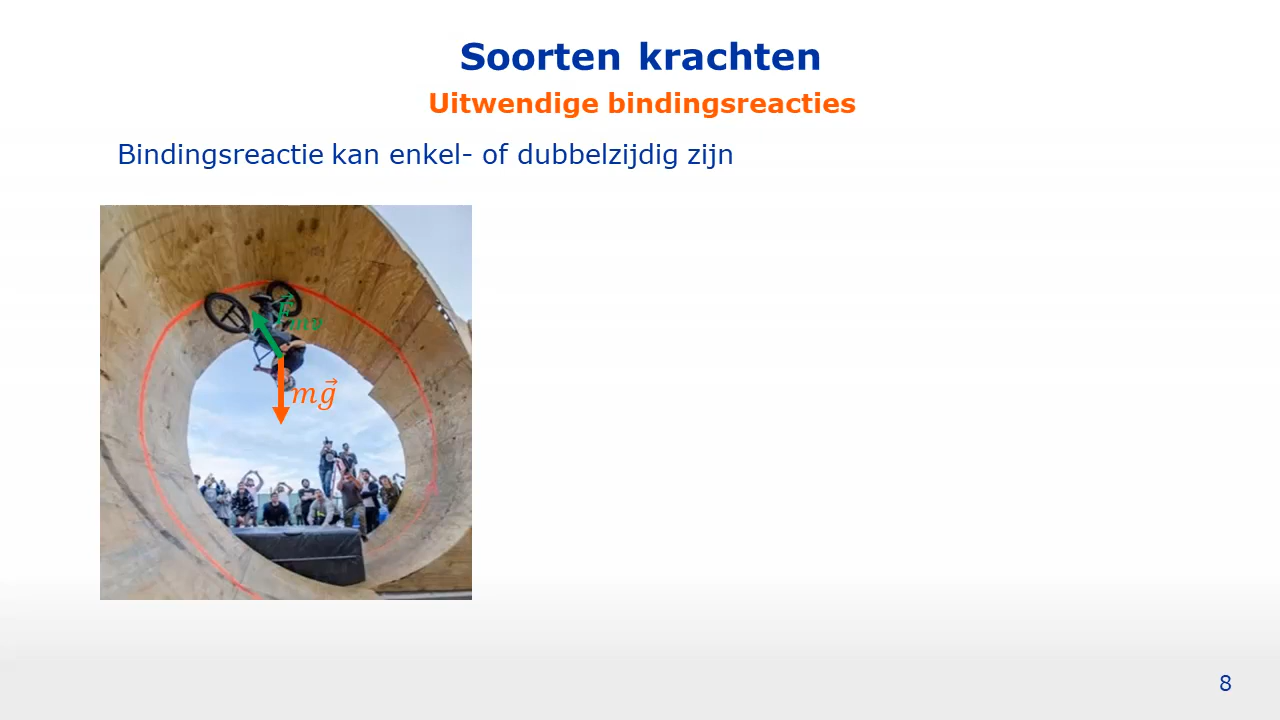 Soorten krachten
Uitwendige bindingsreacties
Bindingsreactie kan enkel- of dubbelzijdig zijn
F⃗mv
mg⃗
8